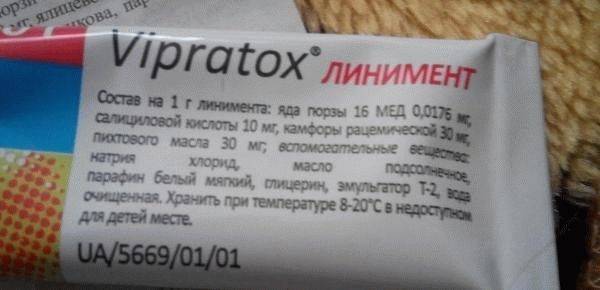 Vipratox® ЛИНИМЕНТ
Состав на 1 г линимента: яда гюрзы 16 МЕД 0,0176 мг,
салициловой кислоты 10 мг, камфоры рацемической 30 мг,
пихтового масла 30 мг; вспомогательные вещества:
натрия хлорид, масло подсолнечное,
парафин белый мягкий, глицерин, эмульгатор Т-2, вода
очищенная. Хранить при температуре 8-20°С в недоступном
для детей месте.
UA/5669/01/01